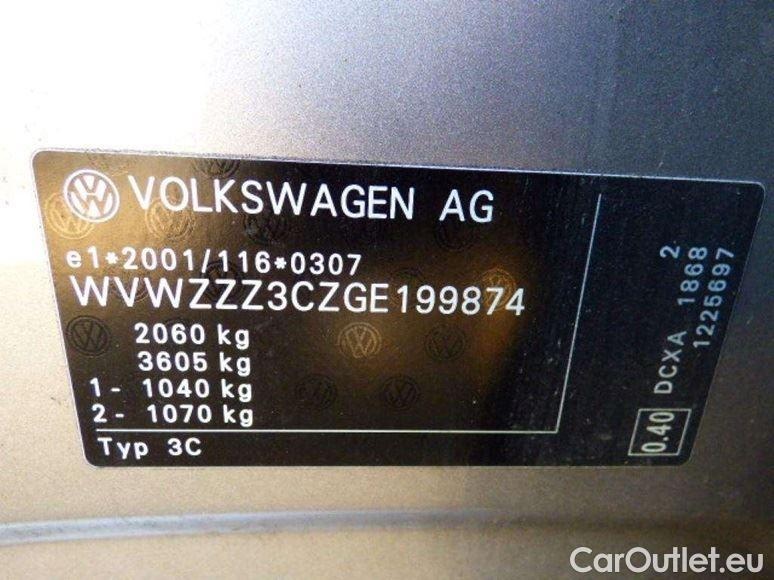 VOLKSWAGEN AG
e1*2001/116*0307
WVWZZZ3CZGE199874
2060 kg
3605 kg
1 - 1040 kg
2 - 1070 kg
Typ 3C
0.40 DCXA 1868 2
1225697
CarOutlet.eu